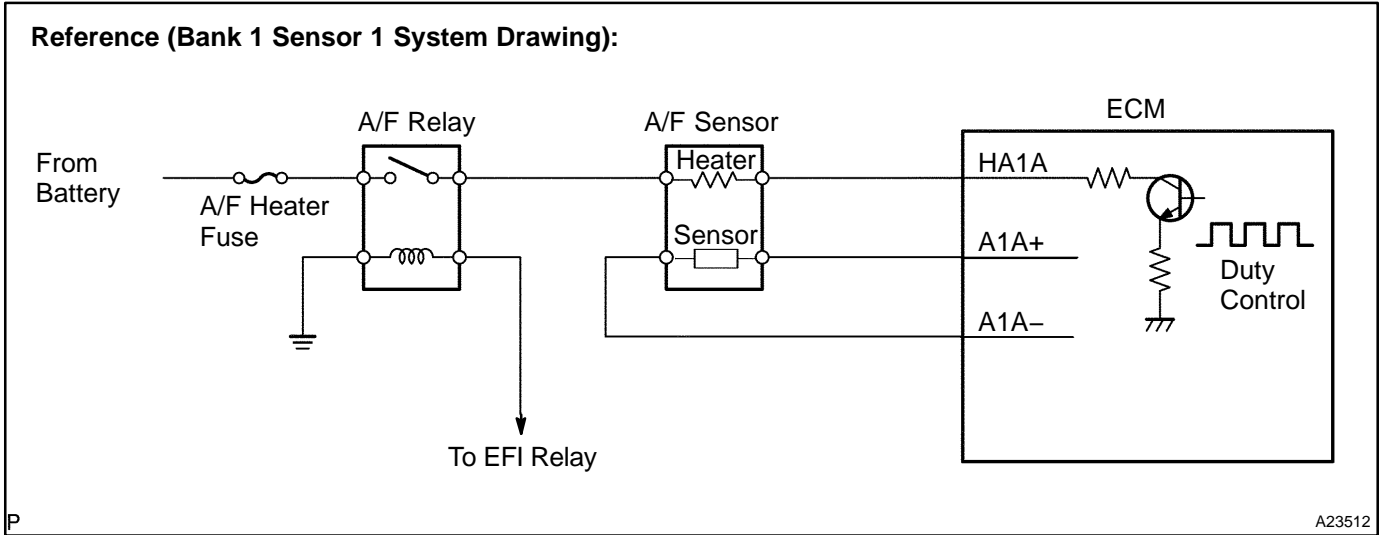 Reference (Bank 1 Sensor 1 System Drawing):
ECM
A/F Relay
A/F Sensor
From
Battery
A/F Heater
Fuse
Heater
Sensor
HA1A
A1A+
A1A−
Duty
Control
To EFI Relay
P
A23512